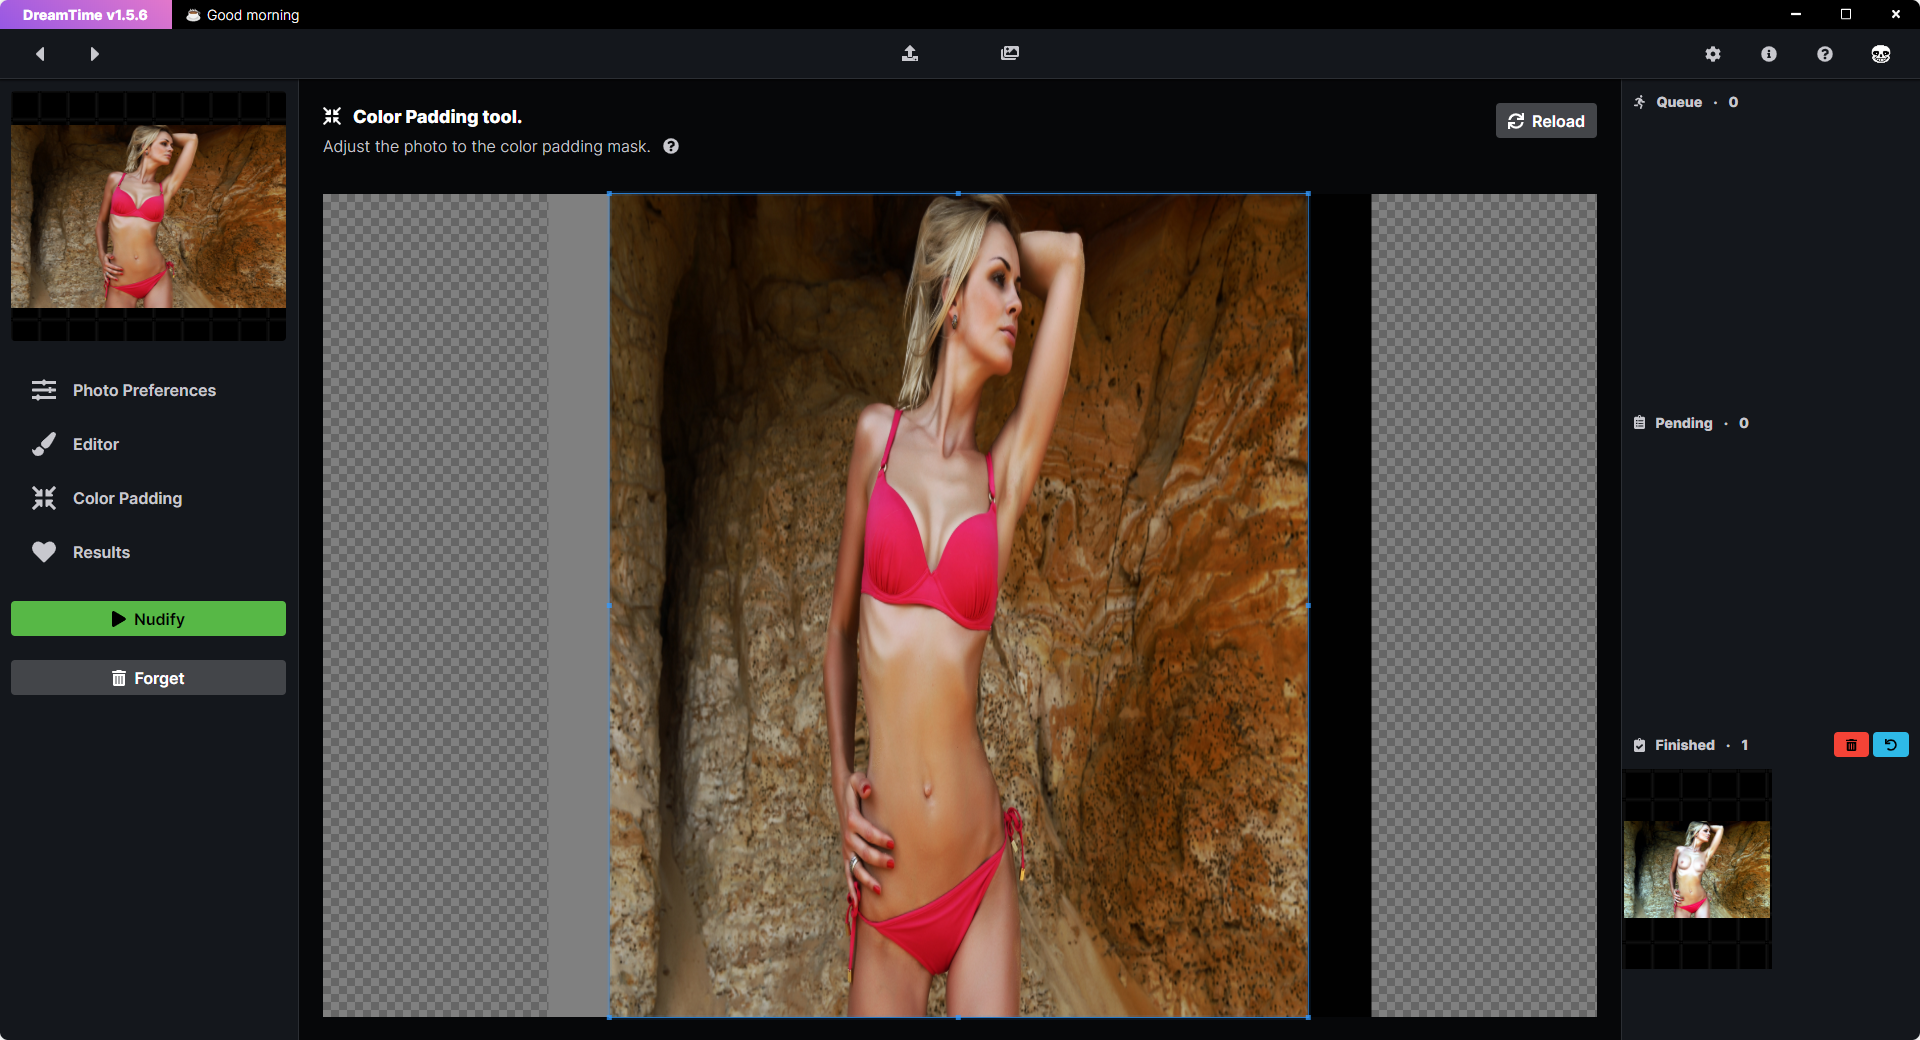 DreamTime v1.5.6
Good morning
Color Padding tool.
Adjust the photo to the color padding mask.
Reload
Photo Preferences
Editor
Color Padding
Results
Nudify
Forget
Queue · 0
Pending · 0
Finished · 1